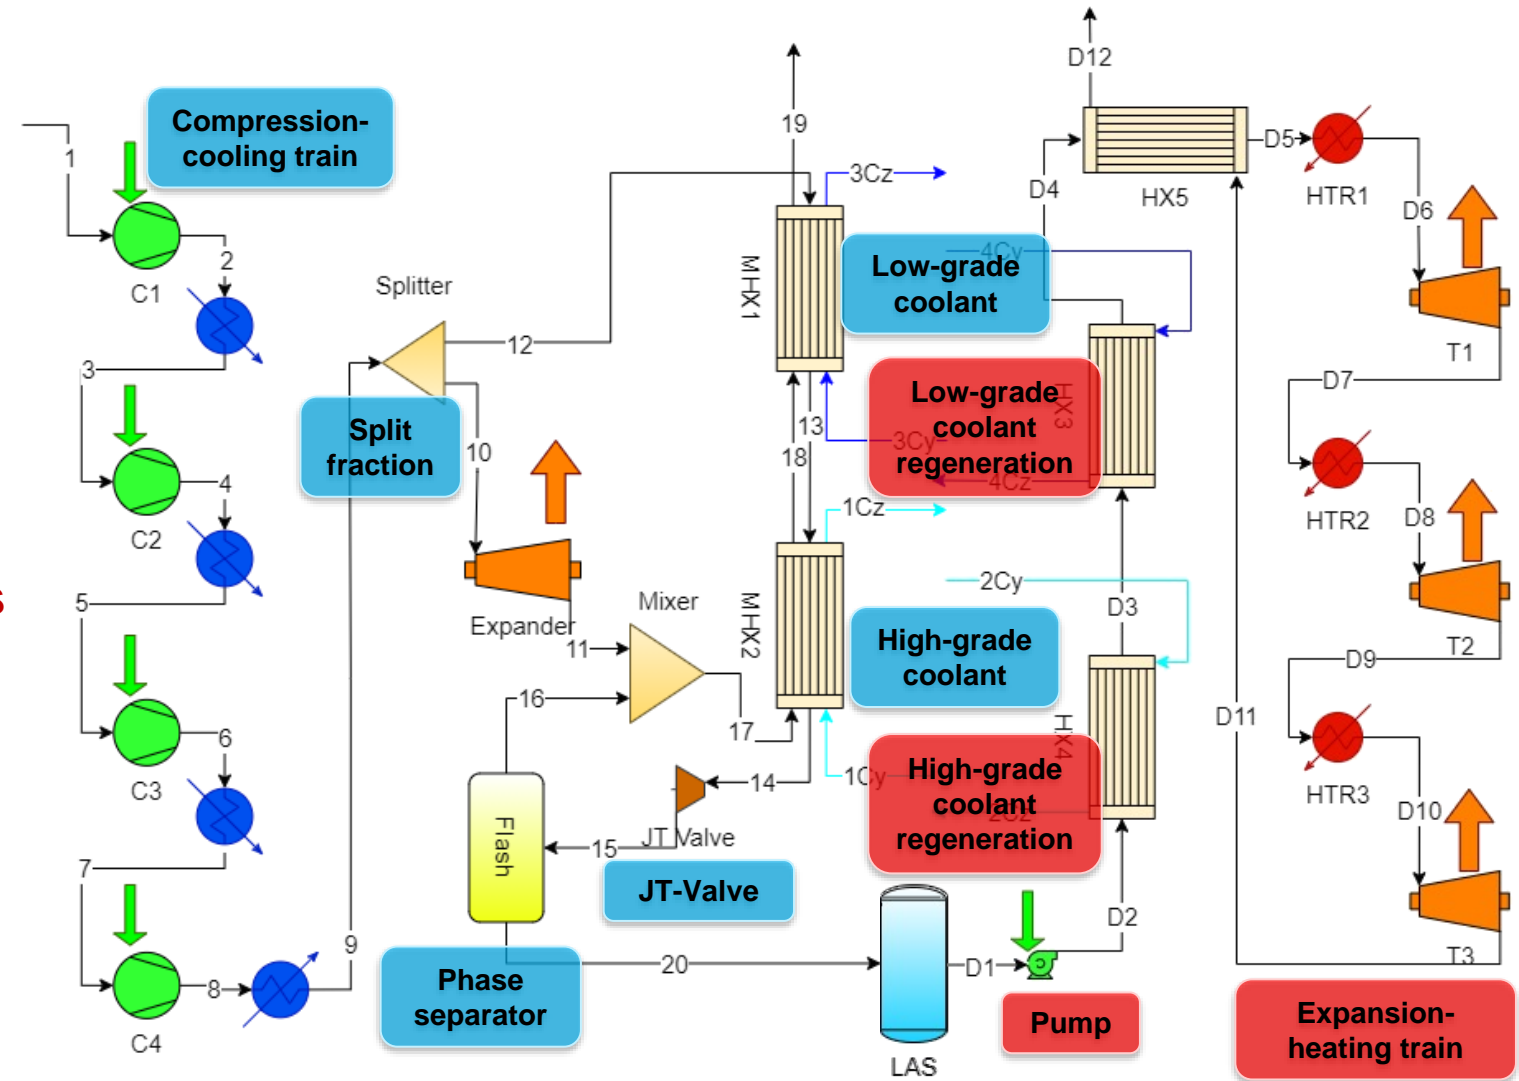 D12
Compression-
cooling train
19
1
3Cz
D5
D4
HX5
HTR1
D6
2
C1
Splitter
MHX1
4Cy
Low-grade
coolant
12
T1
3
D7
Low-grade
coolant
regeneration
HX3
Split
fraction
10
13
18
3Cy
4Cz
4
C2
1Cz
HTR2
D8
5
Expander
Mixer
MHX2
2Cy
D3
11
High-grade
coolant
T2
D9
16
17
D11
6
C3
High-grade
coolant
regeneration
HX4
14
1Cy
2Cz
HTR3
D10
Flash
15
JT Valve
7
JT-Valve
D2
9
20
D1
T3
8
Phase
separator
C4
Pump
Expansion-
heating train
LAS
s